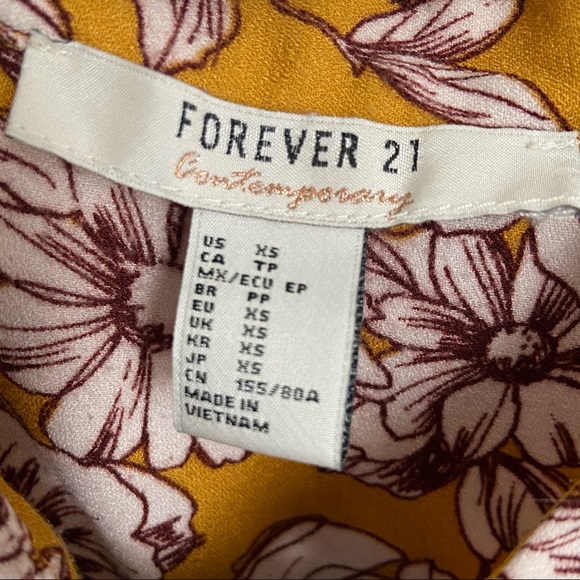 FOREVER 21
Contemporary
US XS
CA TP
MX/ECU EP
BR PP
EU XS
UK XS
KR XS
JP XS
CN 155/80A
MADE IN
VIETNAM